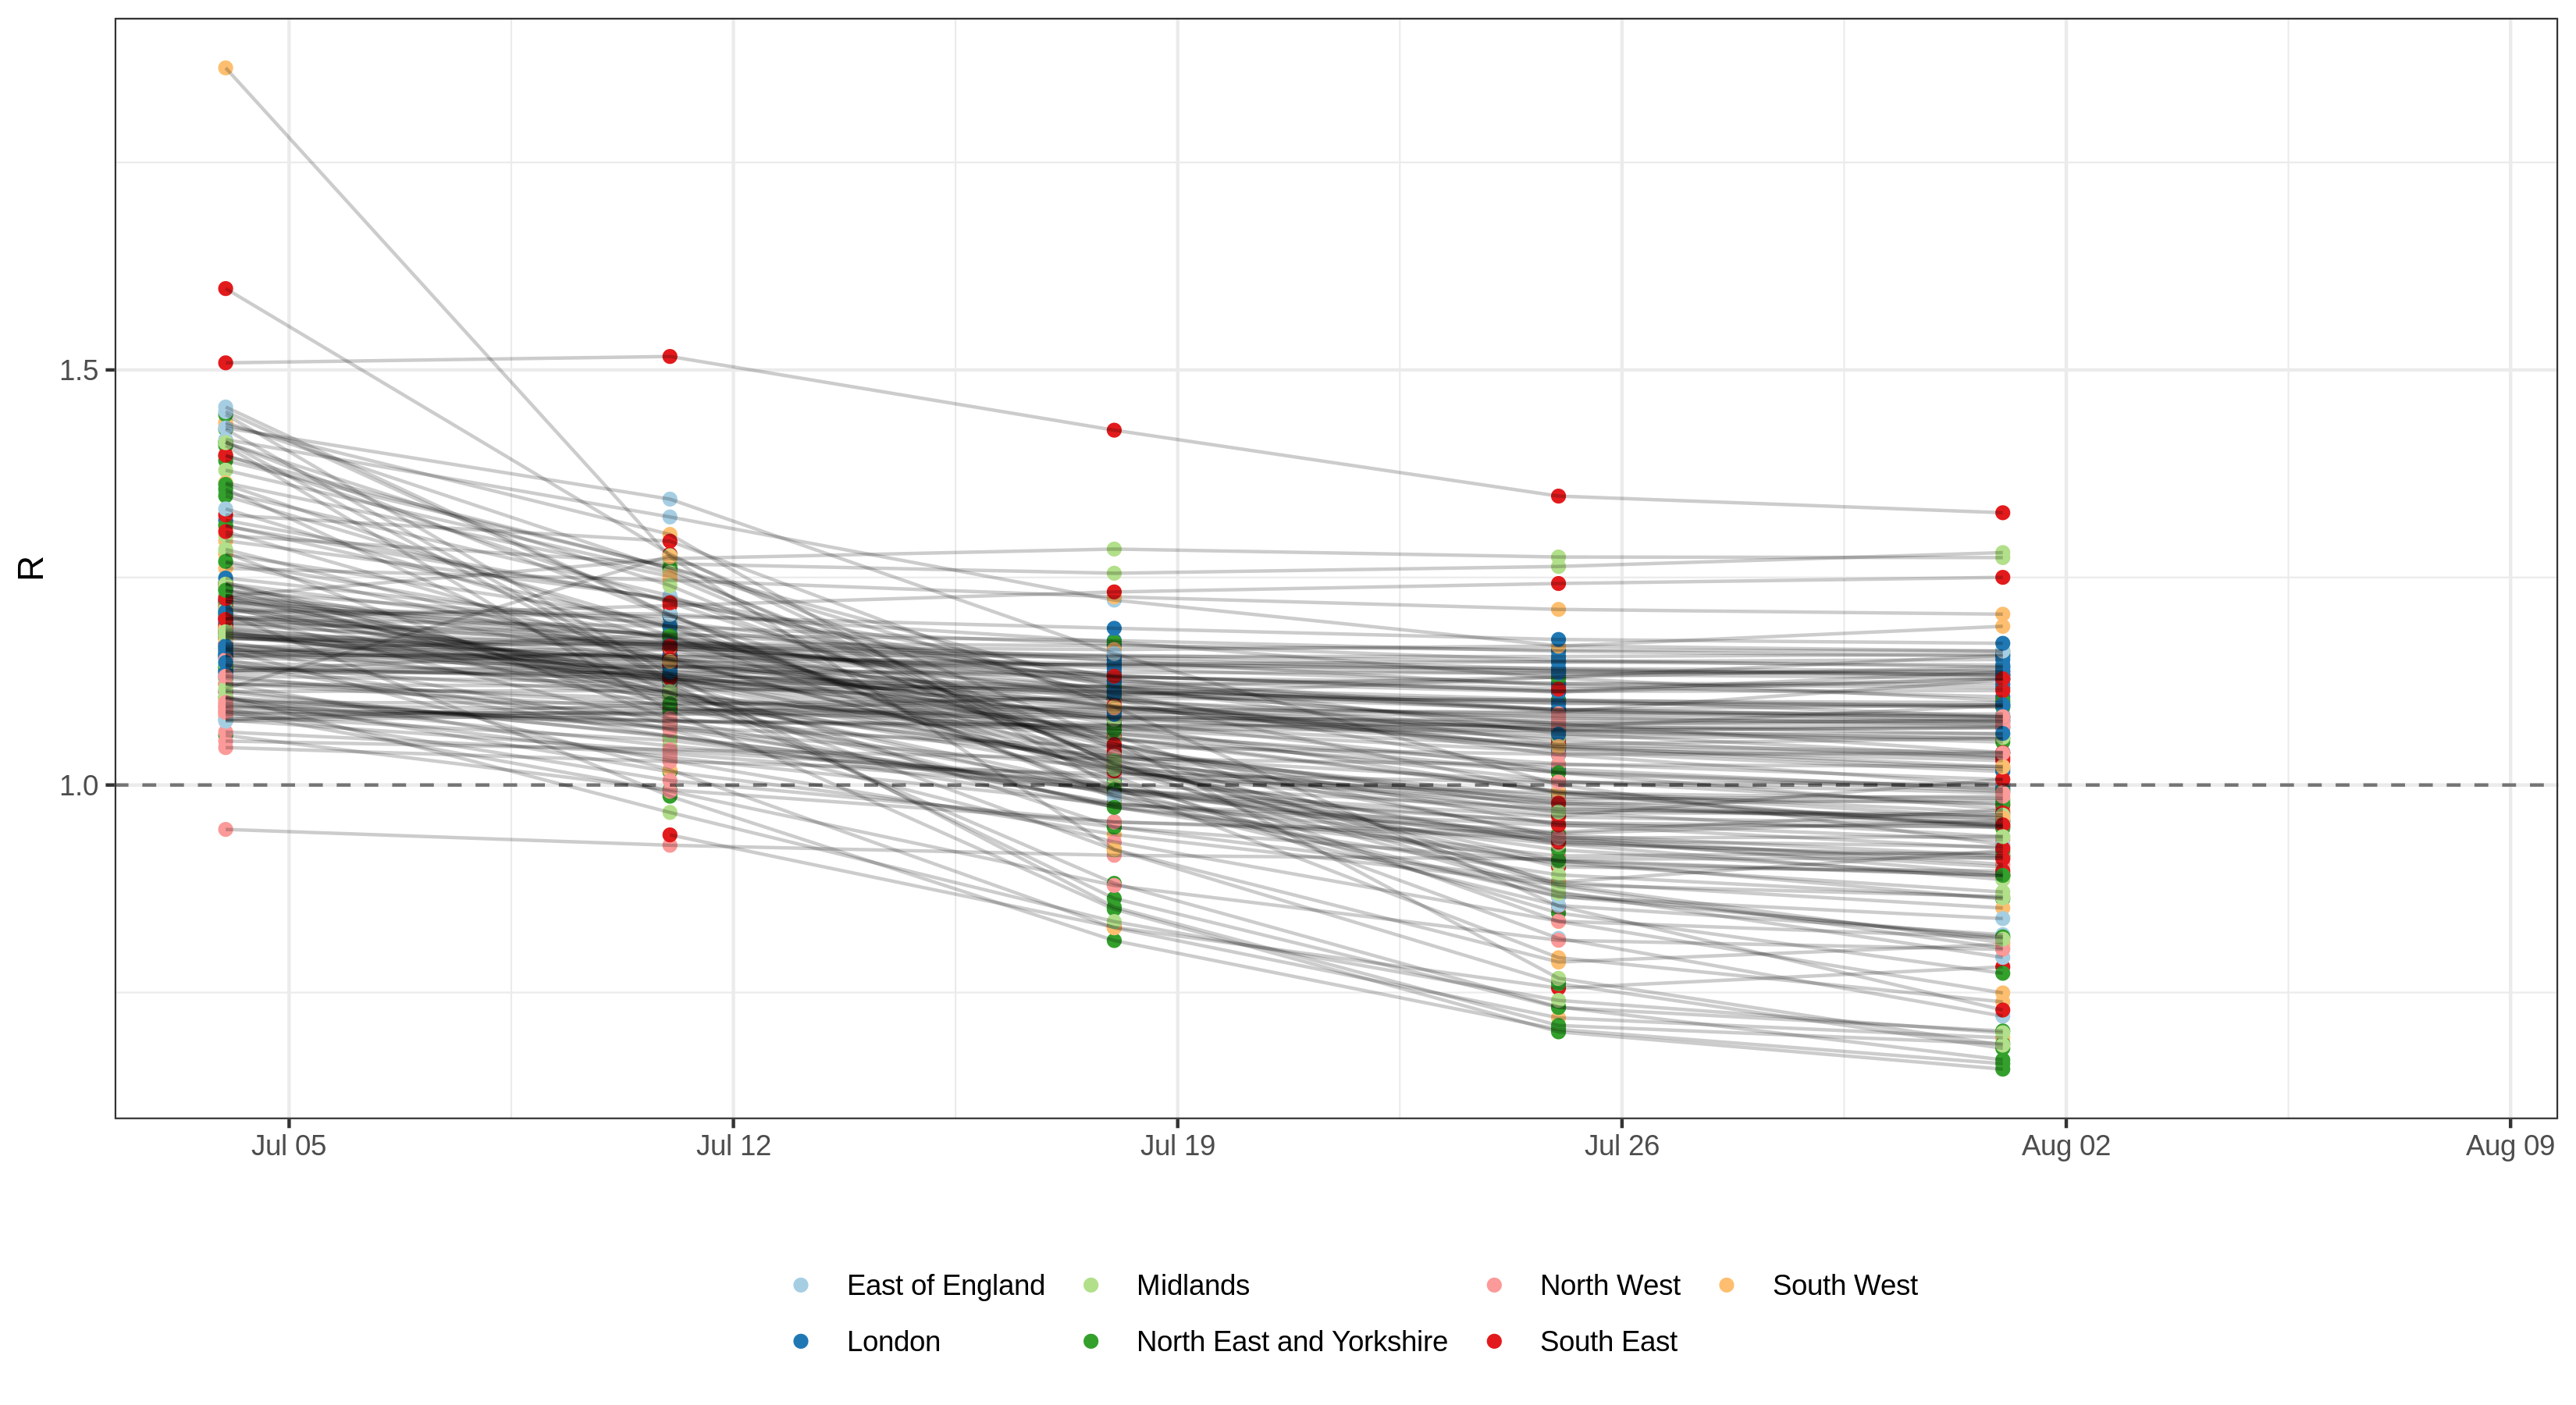 R
1.5
1.0
Jul 05 Jul 12 Jul 19 Jul 26 Aug 02 Aug 09
East of England Midlands North West South West
London North East and Yorkshire South East